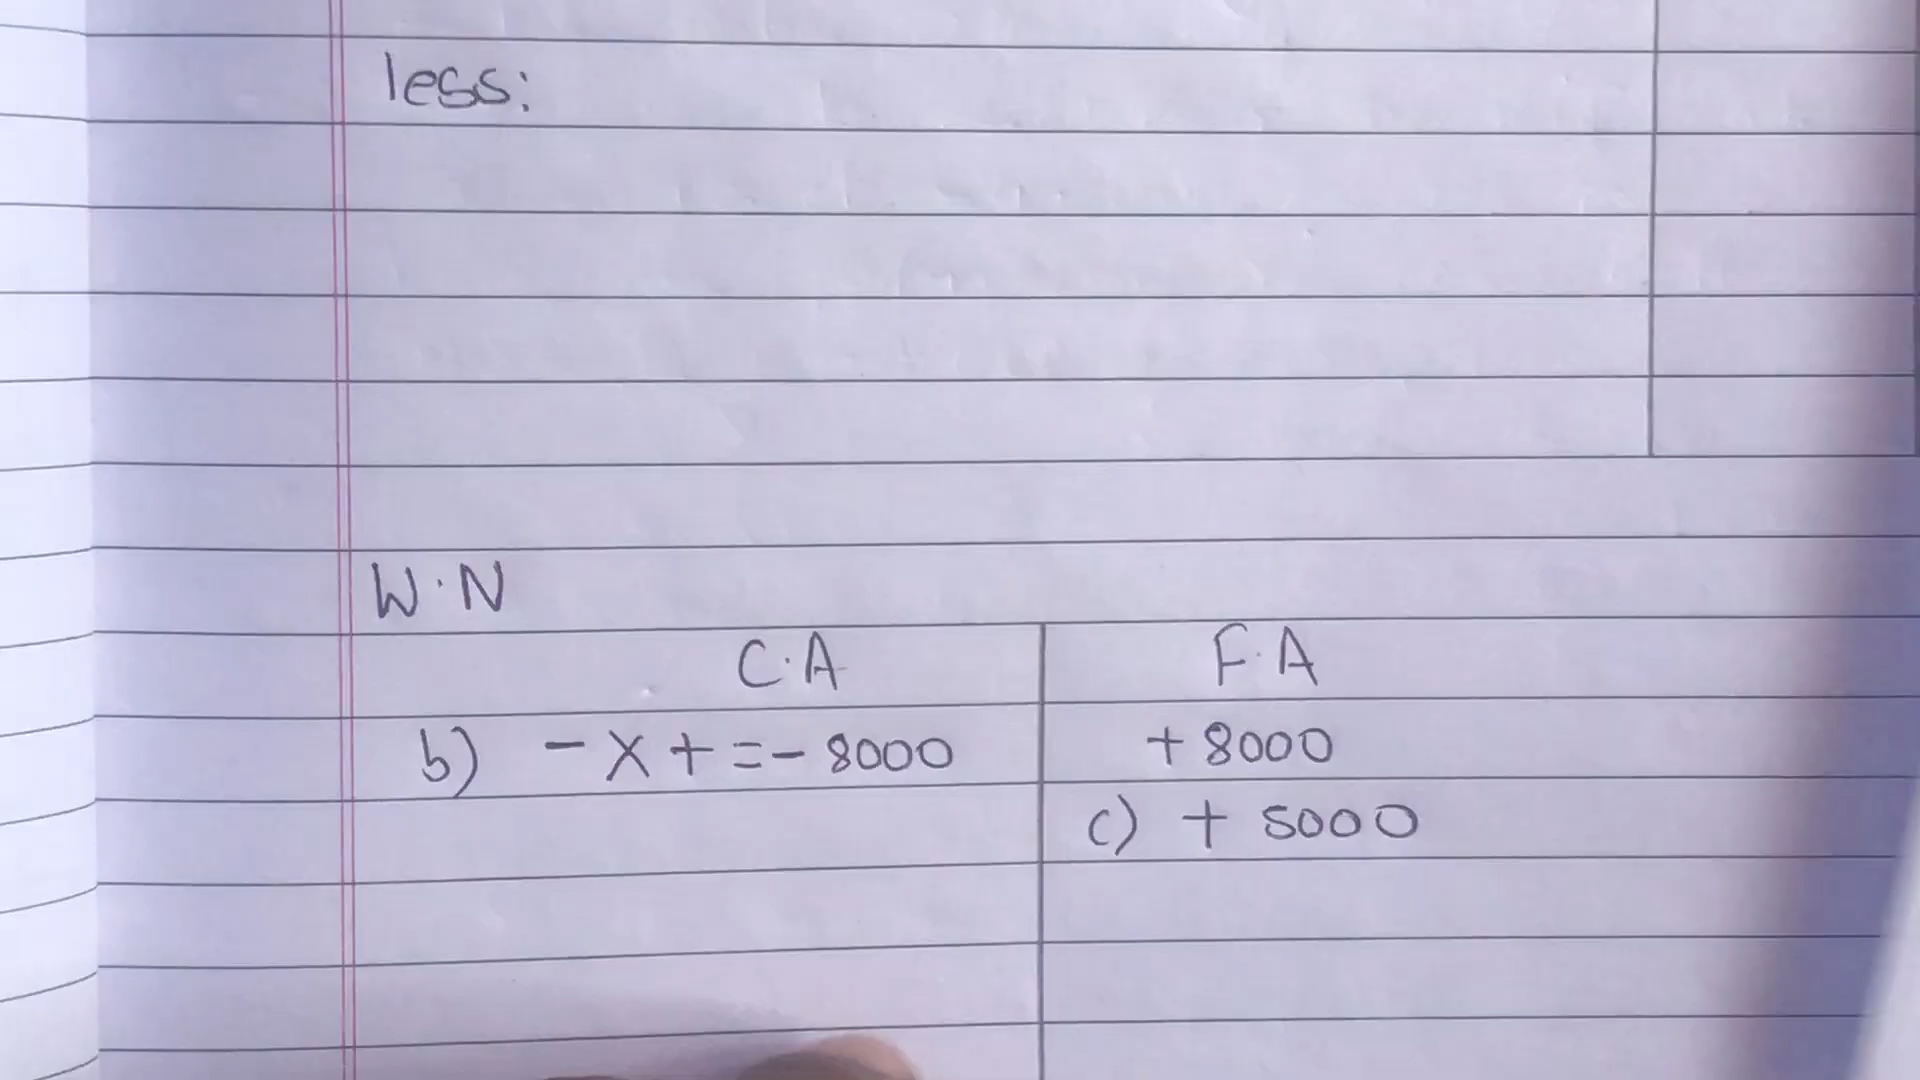 less:
W.N
C.A F.A
b) - X + = - 8000 + 8000
c) + 5000